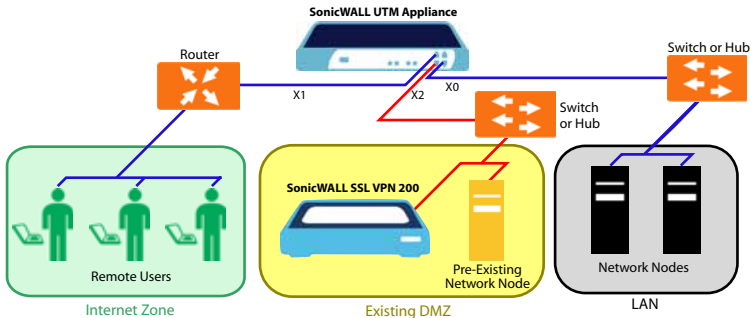 SonicWALL UTM Appliance
Router
Switch or Hub
X1
X2
X0
Switch
or Hub
SonicWALL SSL VPN 200
Remote Users
Pre-Existing
Network Node
Network Nodes
Internet Zone
Existing DMZ
LAN